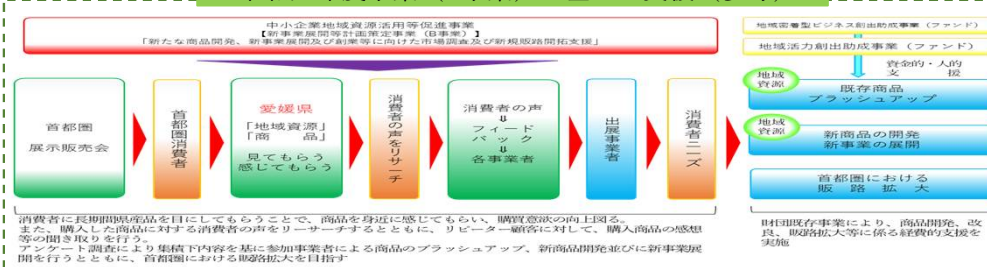 中小企業地域資源活用等促進事業
【新事業展開等計画策定事業（B事業）】
「新たな商品開発、新事業展開及び創業等に向けた市場調査及び新規販路開拓支援」
地域密着型ビジネス創出助成事業（ファンド）
地域活力創出助成事業（ファンド）
資金的・人的
支　　　援
首都圏
展示販売会
首都圏消費者
愛媛県
「地域資源」
「商　　品」
見てもらう
感じてもらう
消費者の声をリサーチ
消費者の声
⇓
フィード
バック
⇓
各事業者
出展事業者
消費者ニーズ
地域
資源
既存商品
ブラッシュアップ
地域
資源
新商品の開発
新事業の展開
首都圏における
販　路　拡　大
消費者に長期間県産品を目にしてもらうことで、商品を身近に感じてもらい、購買意欲の向上図る。
また、購入した商品に対する消費者の声をリーサーチするとともに、リピーター顧客に対して、購入商品の感想
等の聞き取りを行う。
アンケート調査により集積下内容を基に参加事業者による商品のブラッシュアップ、新商品開発並びに新事業展
開を行うとともに、首都圏における販路拡大を目指す
財団既存事業により、商品開発、改
良、販路拡大等に係る経費的支援を
実施